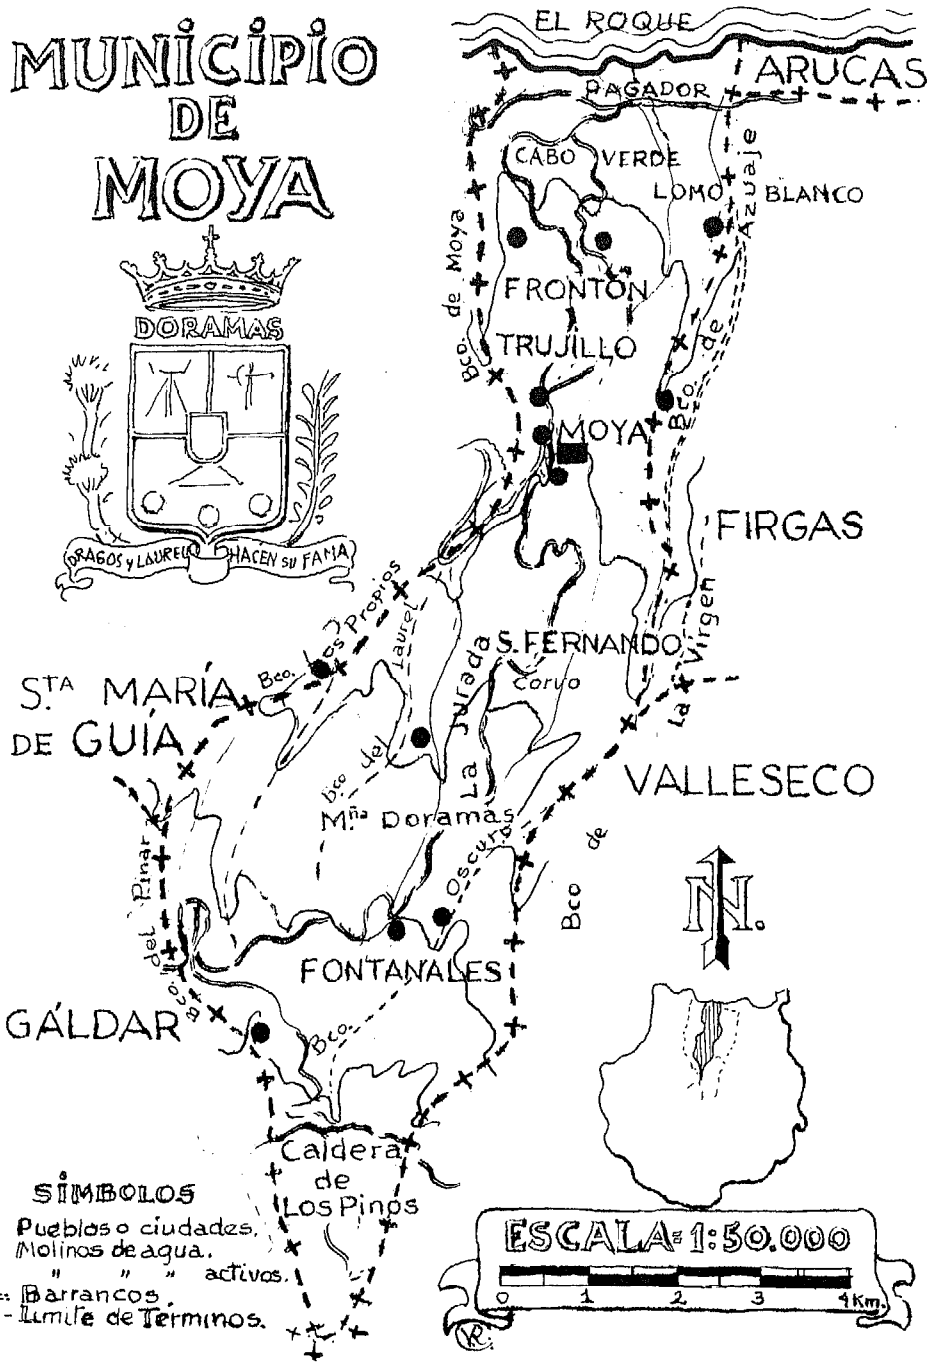 MUNICIPIO
DE
MOYA
EL ROQUE
ARUCAS
PAGADOR
CABO VERDE
LOMO BLANCO
Bco. de Moya
Bco. de Azuaje
FRONTÓN
TRUJILLO
MOYA
DORAMAS
DRAGOS y LAUREL HACEN SU FAMA
FIRGAS
Bco. Los Propios
Laurel
S. FERNANDO
Corvo
La Virgen
STA MARÍA
DE GUÍA
LA Jurada
bco del
VALLESECO
Mña Doramas
Oscuro
Bco de
Bco. del Pinar
N.
FONTANALES
GÁLDAR
Bco.
Caldera
de
Los Pinos
SÍMBOLOS
Pueblos o ciudades.
Molinos de agua.
" " " activos.
Barrancos.
Límite de Términos.
ESCALA=1:50.000
0 1 2 3 4 Km.
VR.